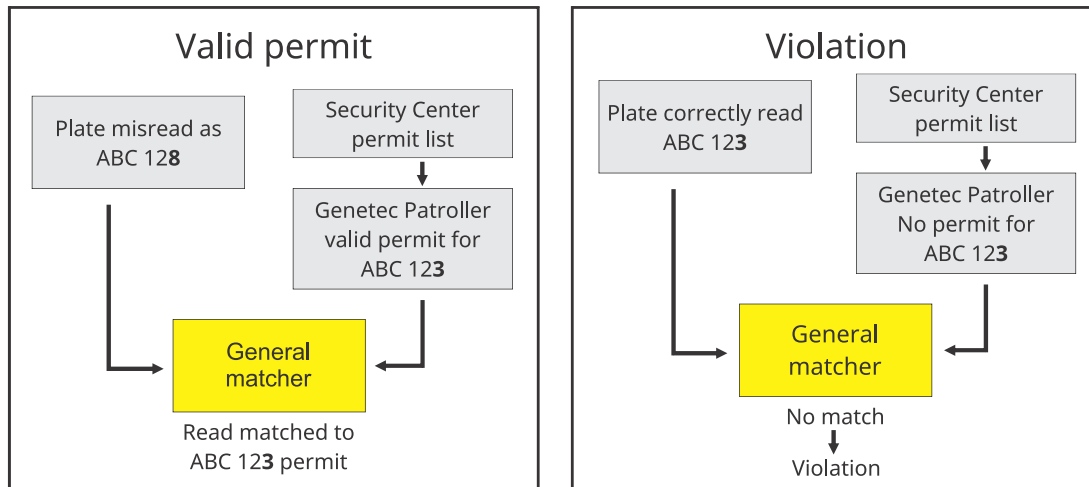 Valid permit
Plate misread as
ABC 128
Security Center
permit list
Genetec Patroller
valid permit for
ABC 123
General
matcher
Read matched to
ABC 123 permit
Violation
Plate correctly read
ABC 123
Security Center
permit list
Genetec Patroller
No permit for
ABC 123
General
matcher
No match
Violation